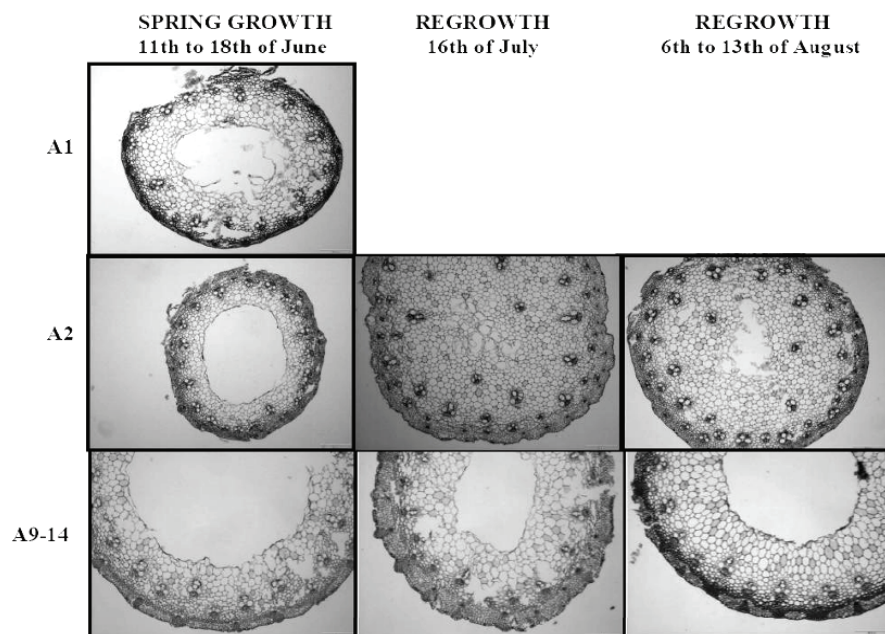 SPRING GROWTH
11th to 18th of June
REGROWTH
16th of July
REGROWTH
6th to 13th of August
A1
A2
A9-14